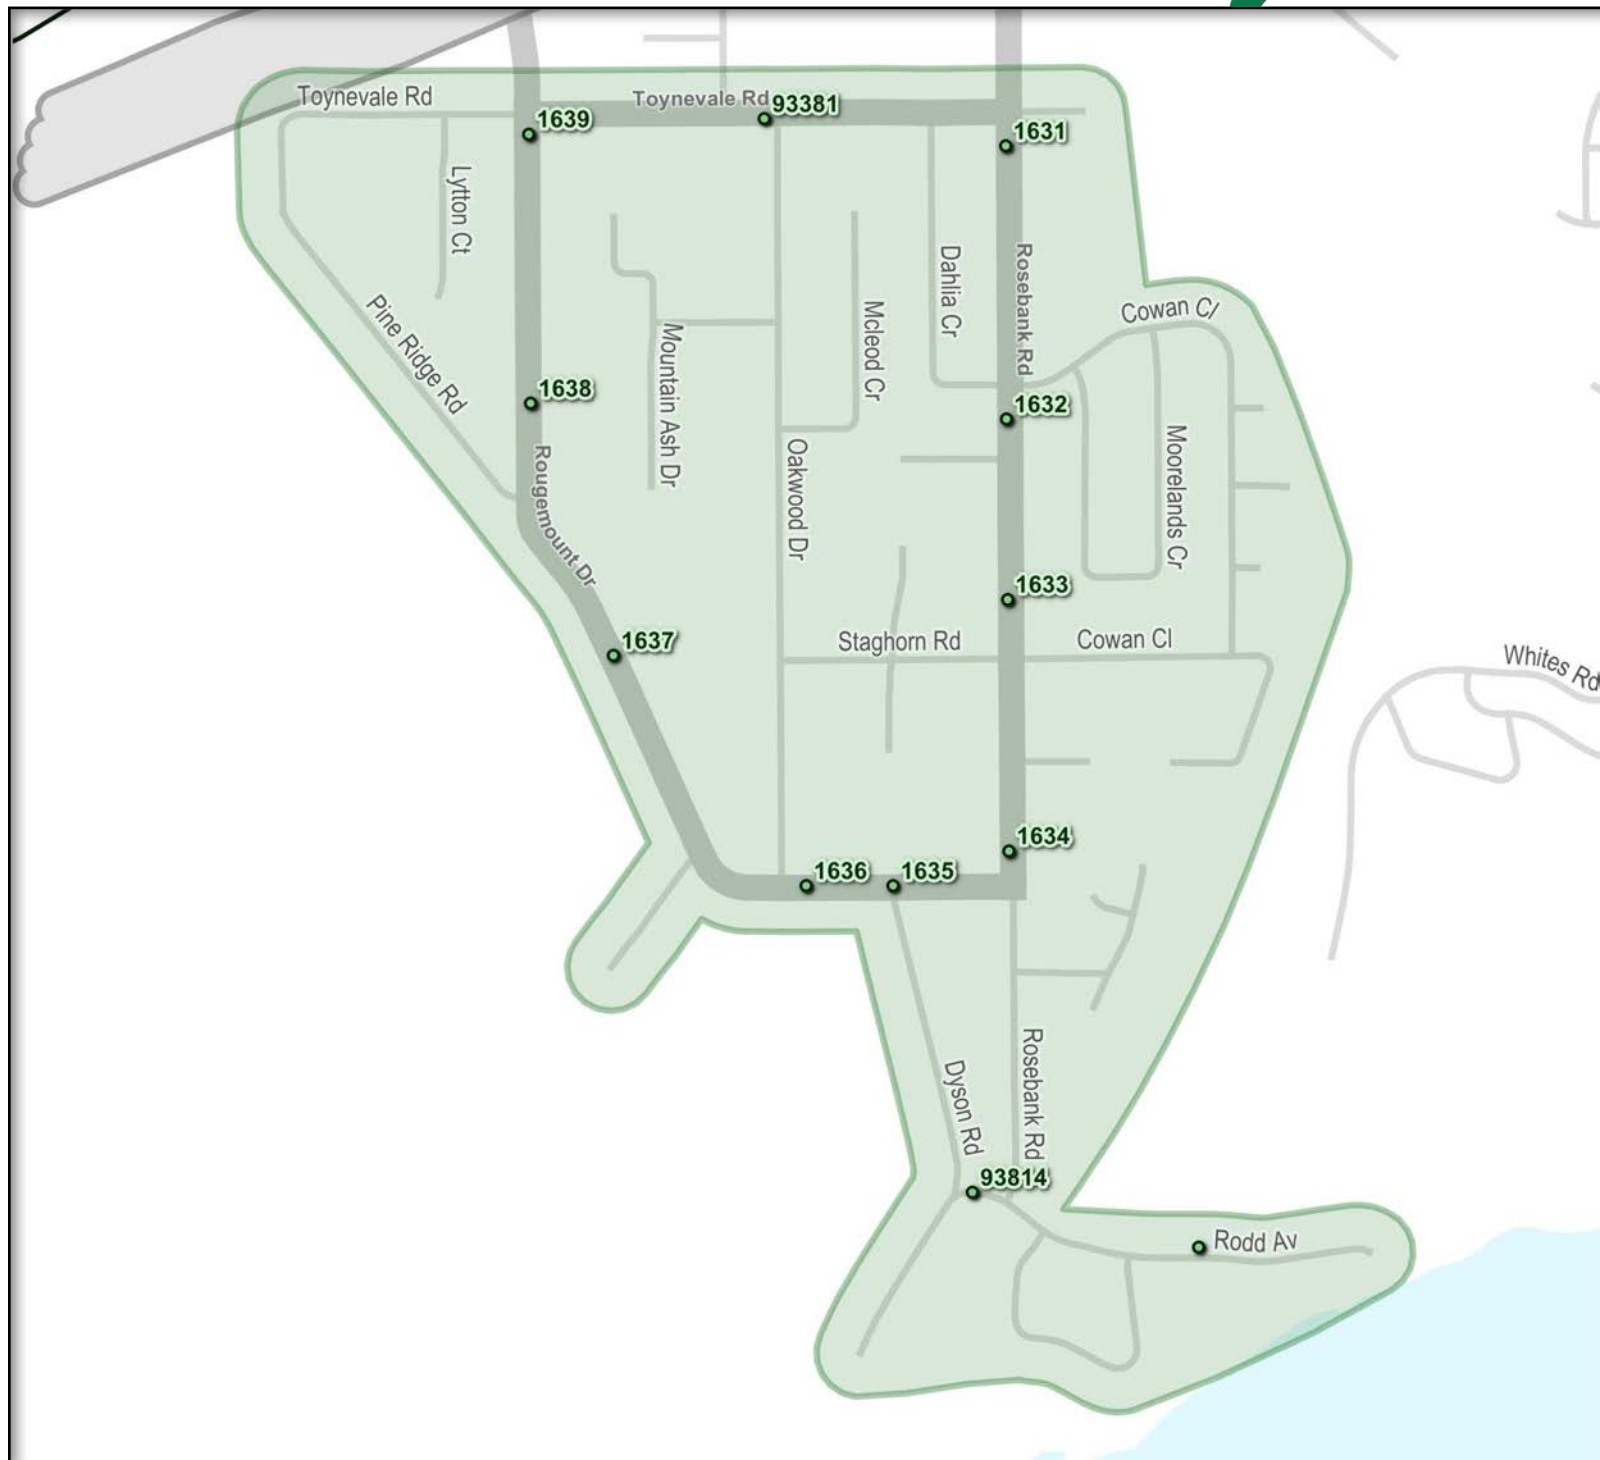 Toynevale Rd
Toynevale Rd
93381
1639
1631
Lytton Ct
Rosebank Rd
Dahlia Cr
Cowan Cl
Pine Ridge Rd
Mcleod Cr
Mountain Ash Dr
1638
1632
Moorelands Cr
Oakwood Dr
Rougemount Dr
1633
1637
Staghorn Rd
Cowan Cl
Whites Rd
1634
1636
1635
Rosebank Rd
Dyson Rd
93814
Rodd Av